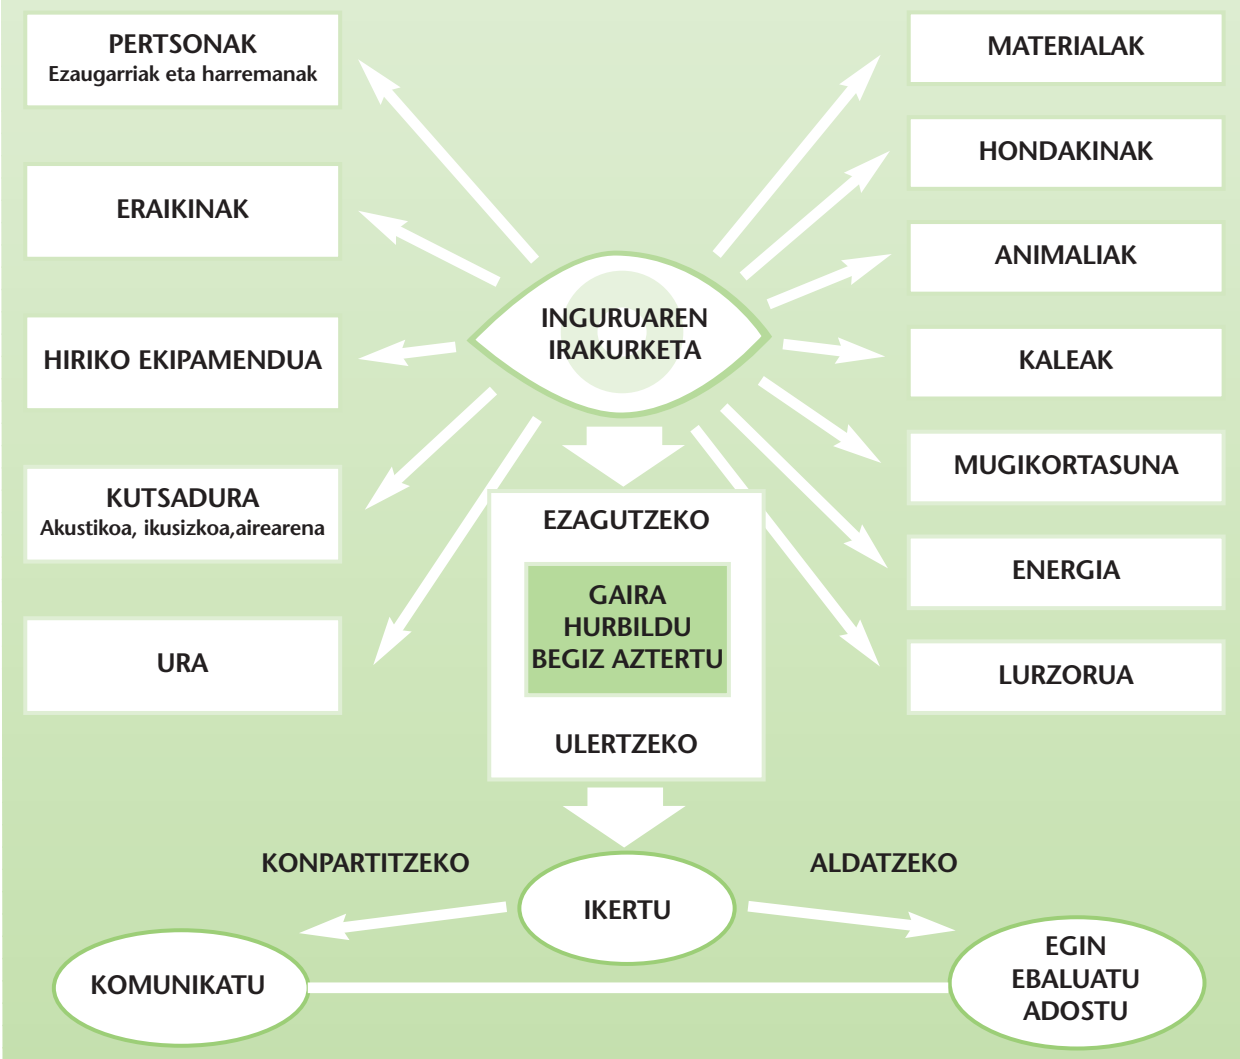 PERTSONAK
Ezaugarriak eta harremanak
ERAIKINAK
HIRIKO EKIPAMENDUA
KUTSADURA
Akustikoa, ikusizkoa,airearena
URA
INGURUAREN
IRAKURKETA
MATERIALAK
HONDAKINAK
ANIMALIAK
KALEAK
MUGIKORTASUNA
ENERGIA
LURZORUA
EZAGUTZEKO
GAIRA
HURBILDU
BEGIZ AZTERTU
ULERTZEKO
KONPARTITZEKO
ALDATZEKO
IKERTU
KOMUNIKATU
EGIN
EBALUATU
ADOSTU